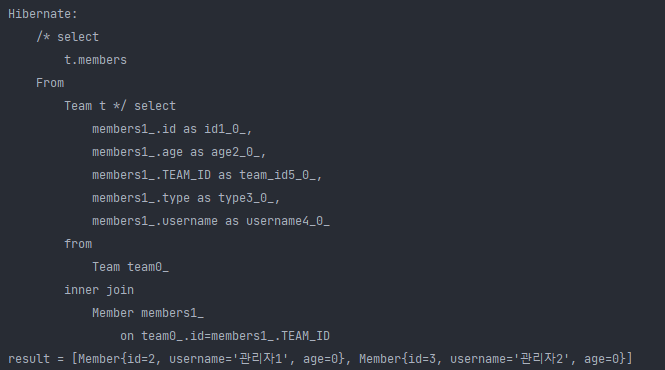 Hibernate:
/* select
t.members
From
Team t */ select
members1_.id as id1_0_,
members1_.age as age2_0_,
members1_.TEAM_ID as team_id5_0_,
members1_.type as type3_0_,
members1_.username as username4_0_
from
Team team0_
inner join
Member members1_
on team0_.id=members1_.TEAM_ID
result = [Member{id=2, username='관리자1', age=0}, Member{id=3, username='관리자2', age=0}]